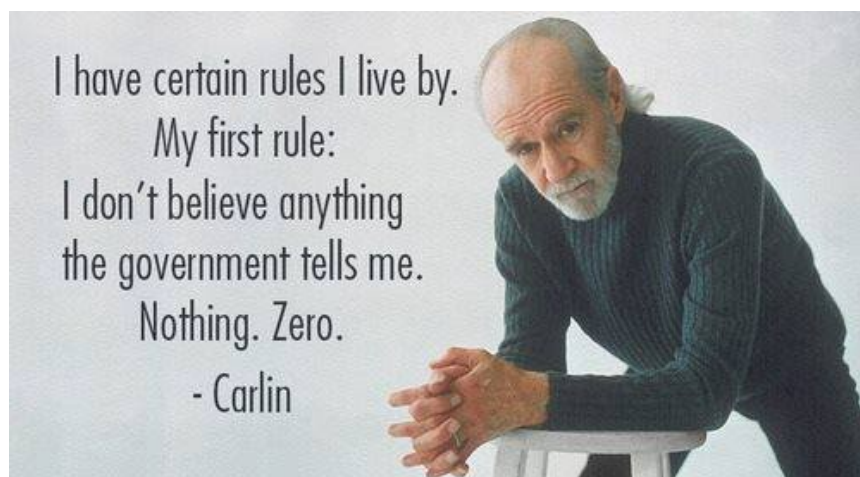 I have certain rules I live by.
My first rule:
I don't believe anything
the government tells me.
Nothing. Zero.
- Carlin